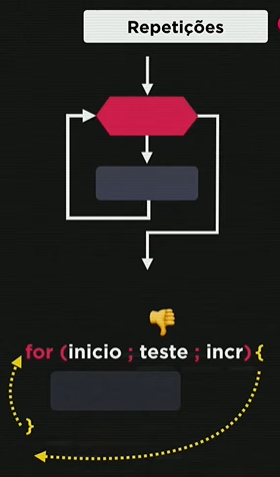 Repetições
for (inicio ; teste ; incr) {
}